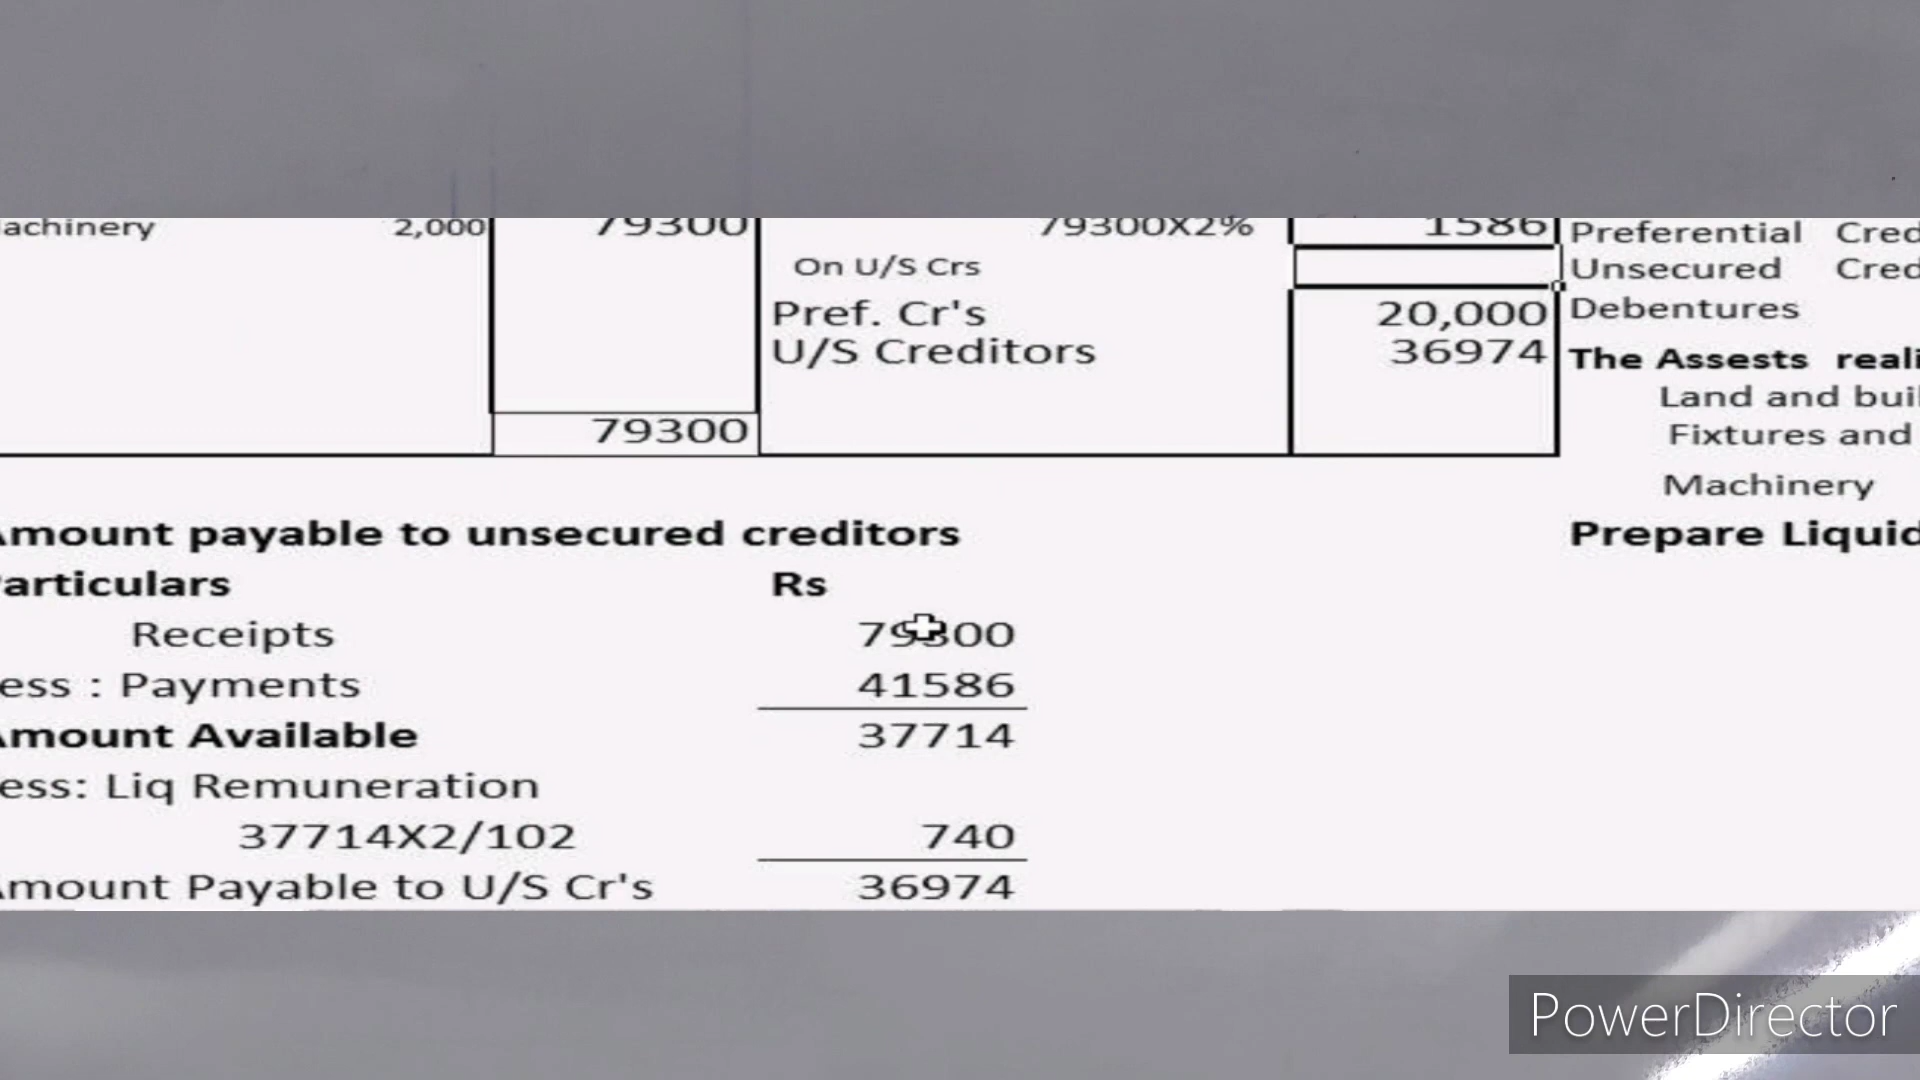 achinery 2,000 79300 79300X2% 1586 Preferential Cred
On U/S Crs Unsecured Cred
Pref. Cr's 20,000 Debentures
U/S Creditors 36974 The Assests reali
Land and buil
79300 Fixtures and
Machinery
Amount payable to unsecured creditors Prepare Liquid
articulars Rs
Receipts 79300
ess : Payments 41586
Amount Available 37714
ess: Liq Remuneration
37714X2/102 740
Amount Payable to U/S Cr's 36974
PowerDirector